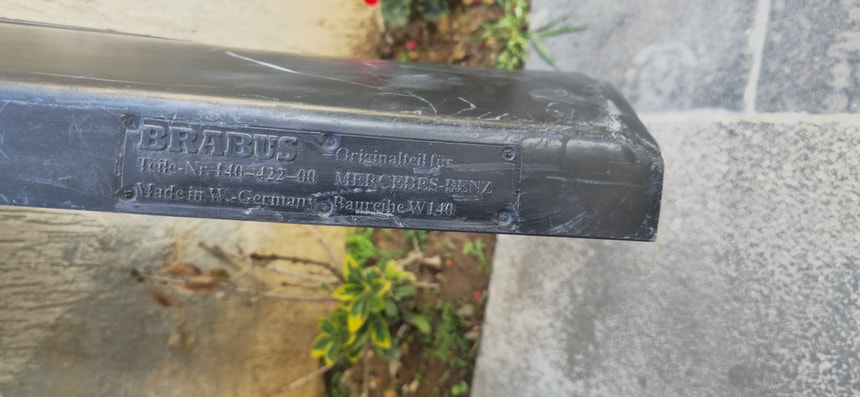 BRABUS
Teile-Nr. 140-422-00
Made in W.-Germany
Originalteil für
MERCEDES-BENZ
Baureihe W140